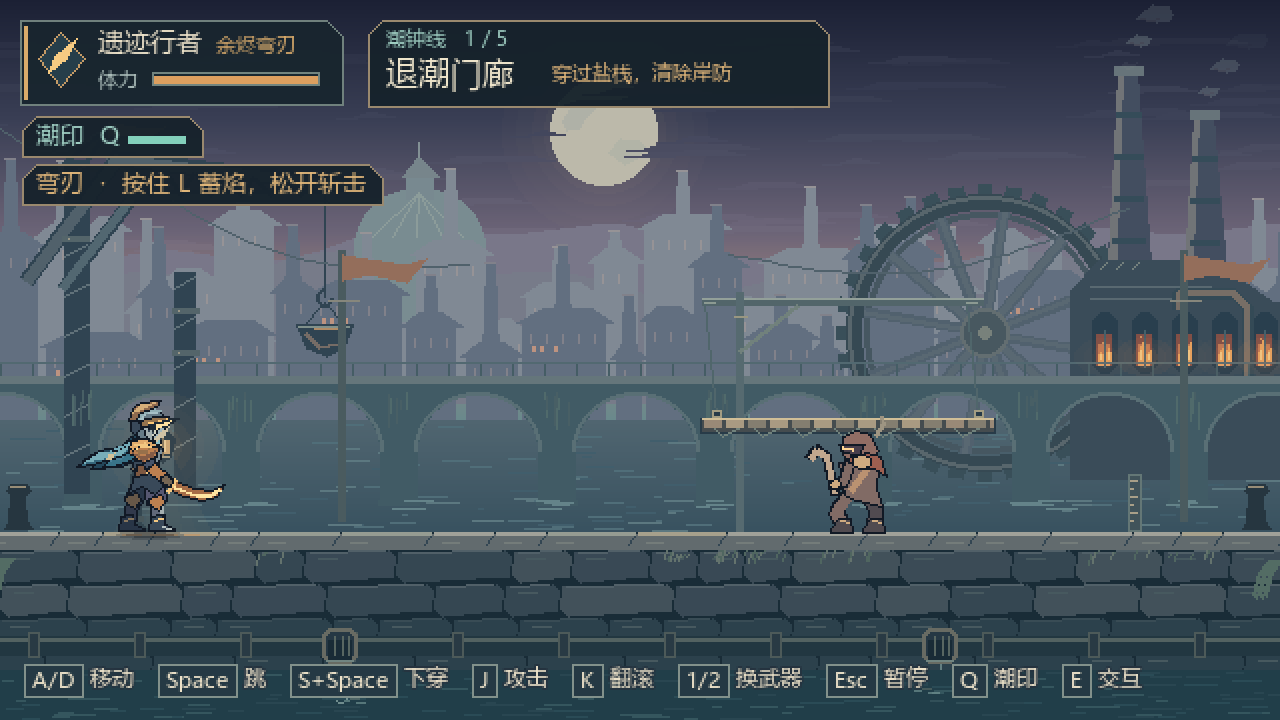 遗迹行者 余烬弯刃
体力
潮钟线 1 / 5
退潮门廊 穿过盐栈，清除岸防
潮印 Q
弯刃 · 按住 L 蓄焰，松开斩击
A/D 移动 Space 跳 S+Space 下穿 J 攻击 K 翻滚 1/2 换武器 Esc 暂停 Q 潮印 E 交互